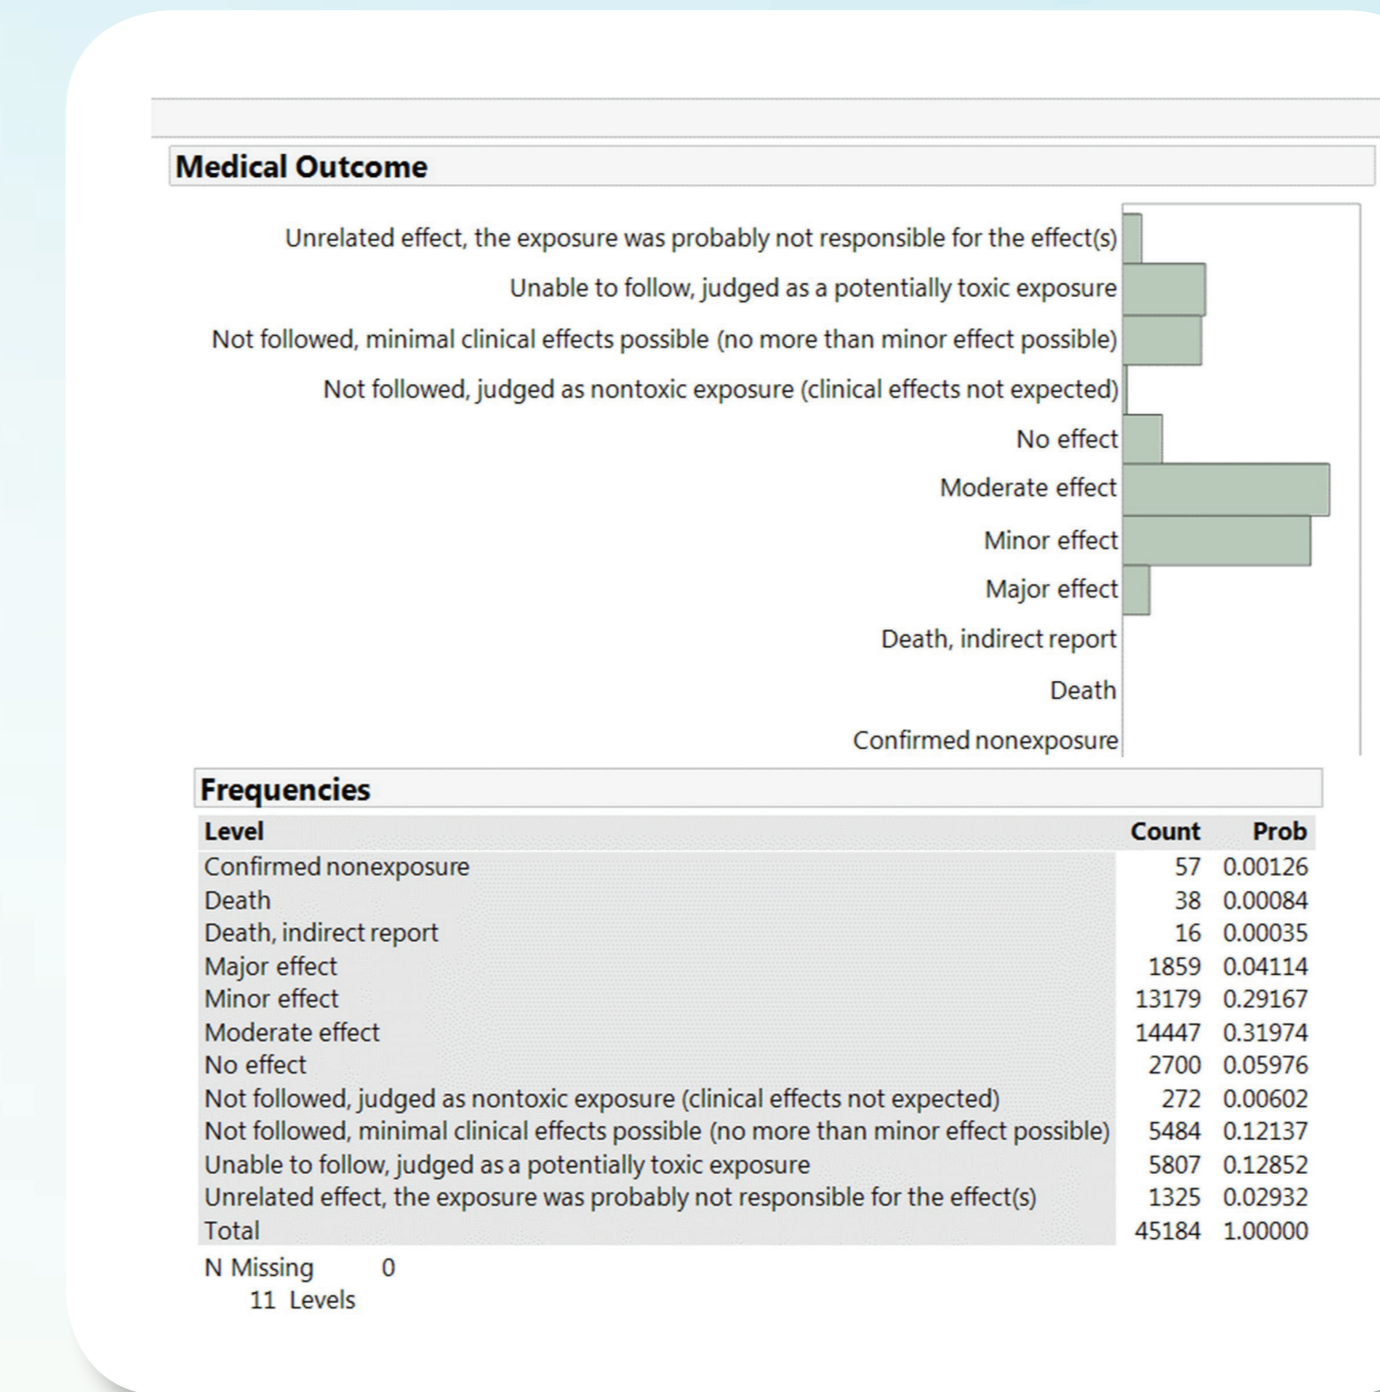 Medical Outcome
Unrelated effect, the exposure was probably not responsible for the effect(s)
Unable to follow, judged as a potentially toxic exposure
Not followed, minimal clinical effects possible (no more than minor effect possible)
Not followed, judged as nontoxic exposure (clinical effects not expected)
No effect
Moderate effect
Minor effect
Major effect
Death, indirect report
Death
Confirmed nonexposure
Frequencies
Level Count Prob
Confirmed nonexposure 57 0.00126
Death 38 0.00084
Death, indirect report 16 0.00035
Major effect 1859 0.04114
Minor effect 13179 0.29167
Moderate effect 14447 0.31974
No effect 2700 0.05976
Not followed, judged as nontoxic exposure (clinical effects not expected) 272 0.00602
Not followed, minimal clinical effects possible (no more than minor effect possible) 5484 0.12137
Unable to follow, judged as a potentially toxic exposure 5807 0.12852
Unrelated effect, the exposure was probably not responsible for the effect(s) 1325 0.02932
Total 45184 1.00000
N Missing 0
11 Levels